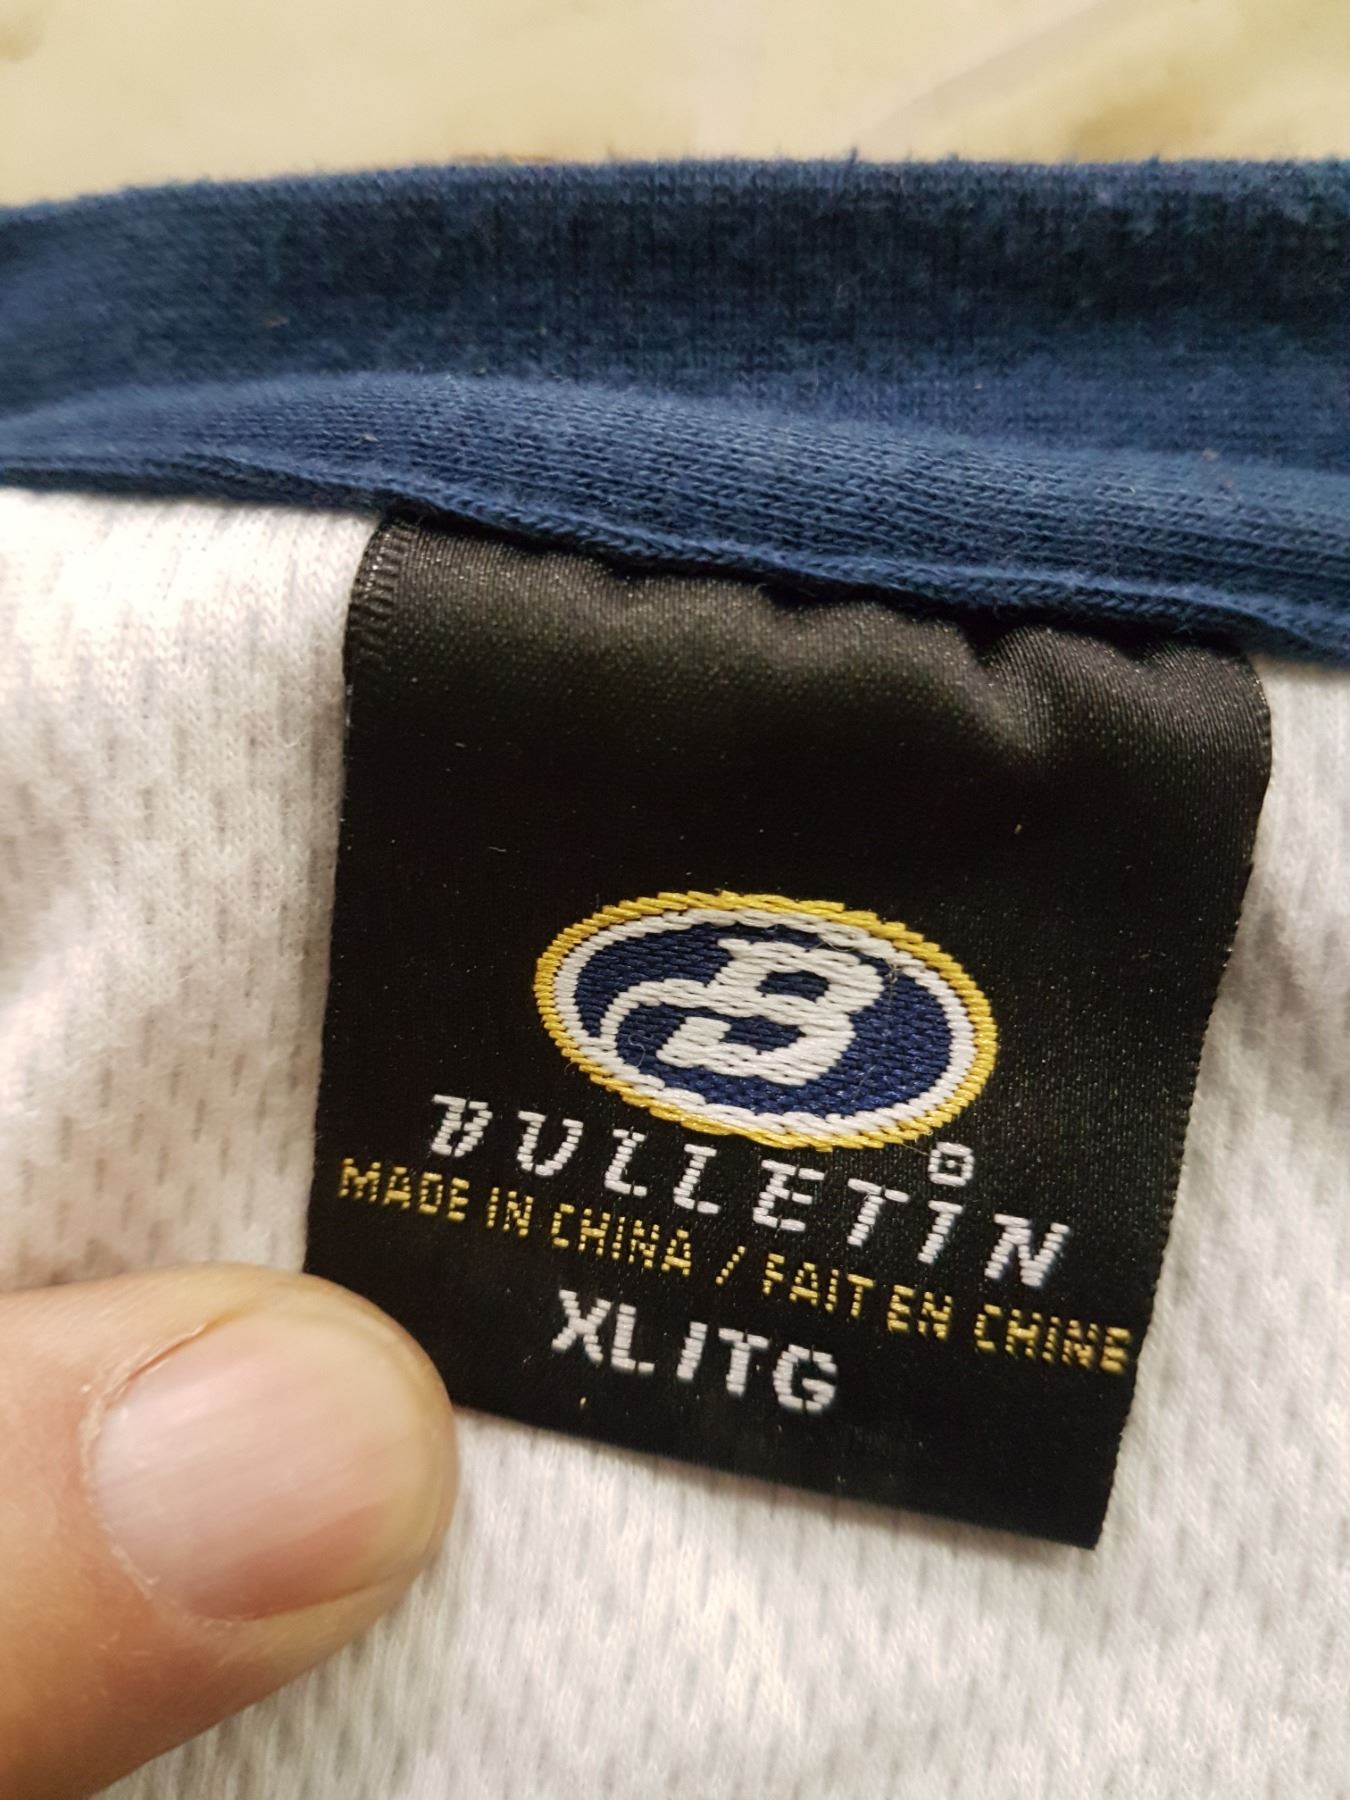 B
BULLETIN®
MADE IN CHINA / FAIT EN CHINE
XL/TG